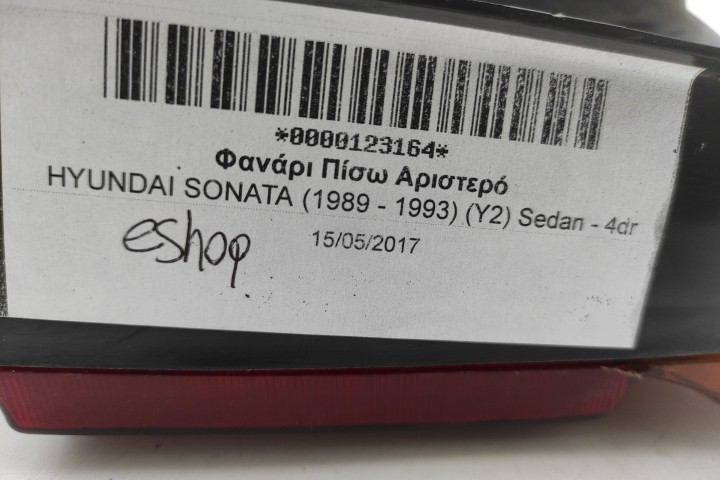 *0000123164*
Φανάρι Πίσω Αριστερό
HYUNDAI SONATA (1989 - 1993) (Y2) Sedan - 4dr
15/05/2017
eshop